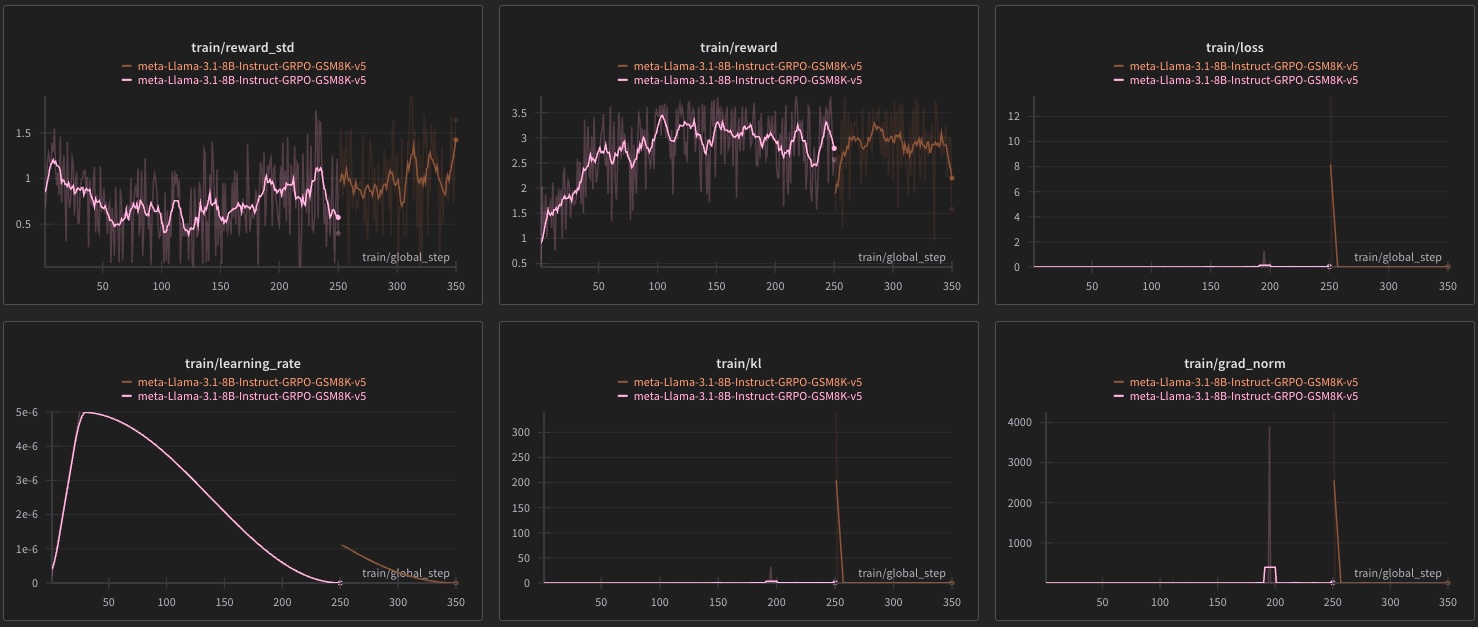 train/reward_std
meta-Llama-3.1-8B-Instruct-GRPO-GSM8K-v5
meta-Llama-3.1-8B-Instruct-GRPO-GSM8K-v5
1.5
1
0.5
train/global_step
50
100
150
200
250
300
350
train/reward
meta-Llama-3.1-8B-Instruct-GRPO-GSM8K-v5
meta-Llama-3.1-8B-Instruct-GRPO-GSM8K-v5
3.5
3
2.5
2
1.5
1
0.5
train/global_step
50
100
150
200
250
300
350
train/loss
meta-Llama-3.1-8B-Instruct-GRPO-GSM8K-v5
meta-Llama-3.1-8B-Instruct-GRPO-GSM8K-v5
12
10
8
6
4
2
0
train/global_step
50
100
150
200
250
300
350
train/learning_rate
meta-Llama-3.1-8B-Instruct-GRPO-GSM8K-v5
meta-Llama-3.1-8B-Instruct-GRPO-GSM8K-v5
5e-6
4e-6
3e-6
2e-6
1e-6
0
train/global_step
50
100
150
200
250
300
350
train/kl
meta-Llama-3.1-8B-Instruct-GRPO-GSM8K-v5
meta-Llama-3.1-8B-Instruct-GRPO-GSM8K-v5
300
250
200
150
100
50
0
train/global_step
50
100
150
200
250
300
350
train/grad_norm
meta-Llama-3.1-8B-Instruct-GRPO-GSM8K-v5
meta-Llama-3.1-8B-Instruct-GRPO-GSM8K-v5
4000
3000
2000
1000
train/global_step
50
100
150
200
250
300
350